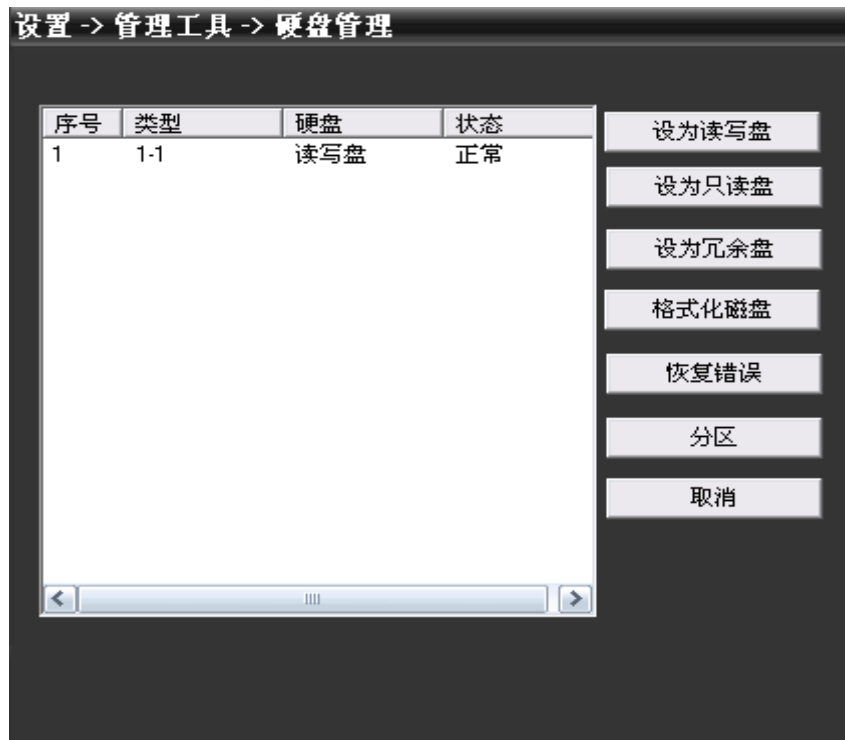 设置 -> 管理工具 -> 硬盘管理
序号 类型 硬盘 状态
1 1-1 读写盘 正常
设为读写盘
设为只读盘
设为冗余盘
格式化磁盘
恢复错误
分区
取消